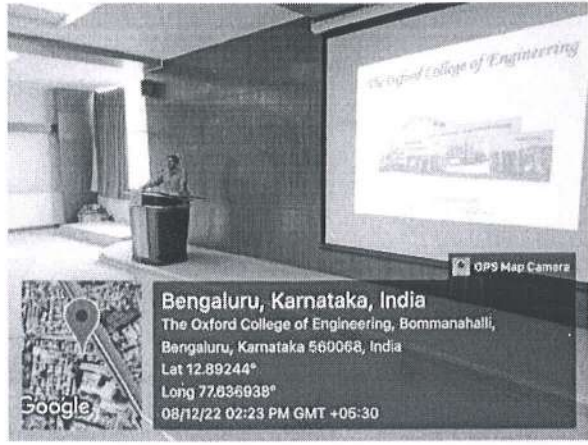 The Oxford College of Engineering
GPS Map Camera
Bengaluru, Karnataka, India
The Oxford College of Engineering, Bommanahalli,
Bengaluru, Karnataka 560068, India
Lat 12.89244°
Long 77.636938°
08/12/22 02:23 PM GMT +05:30
Google